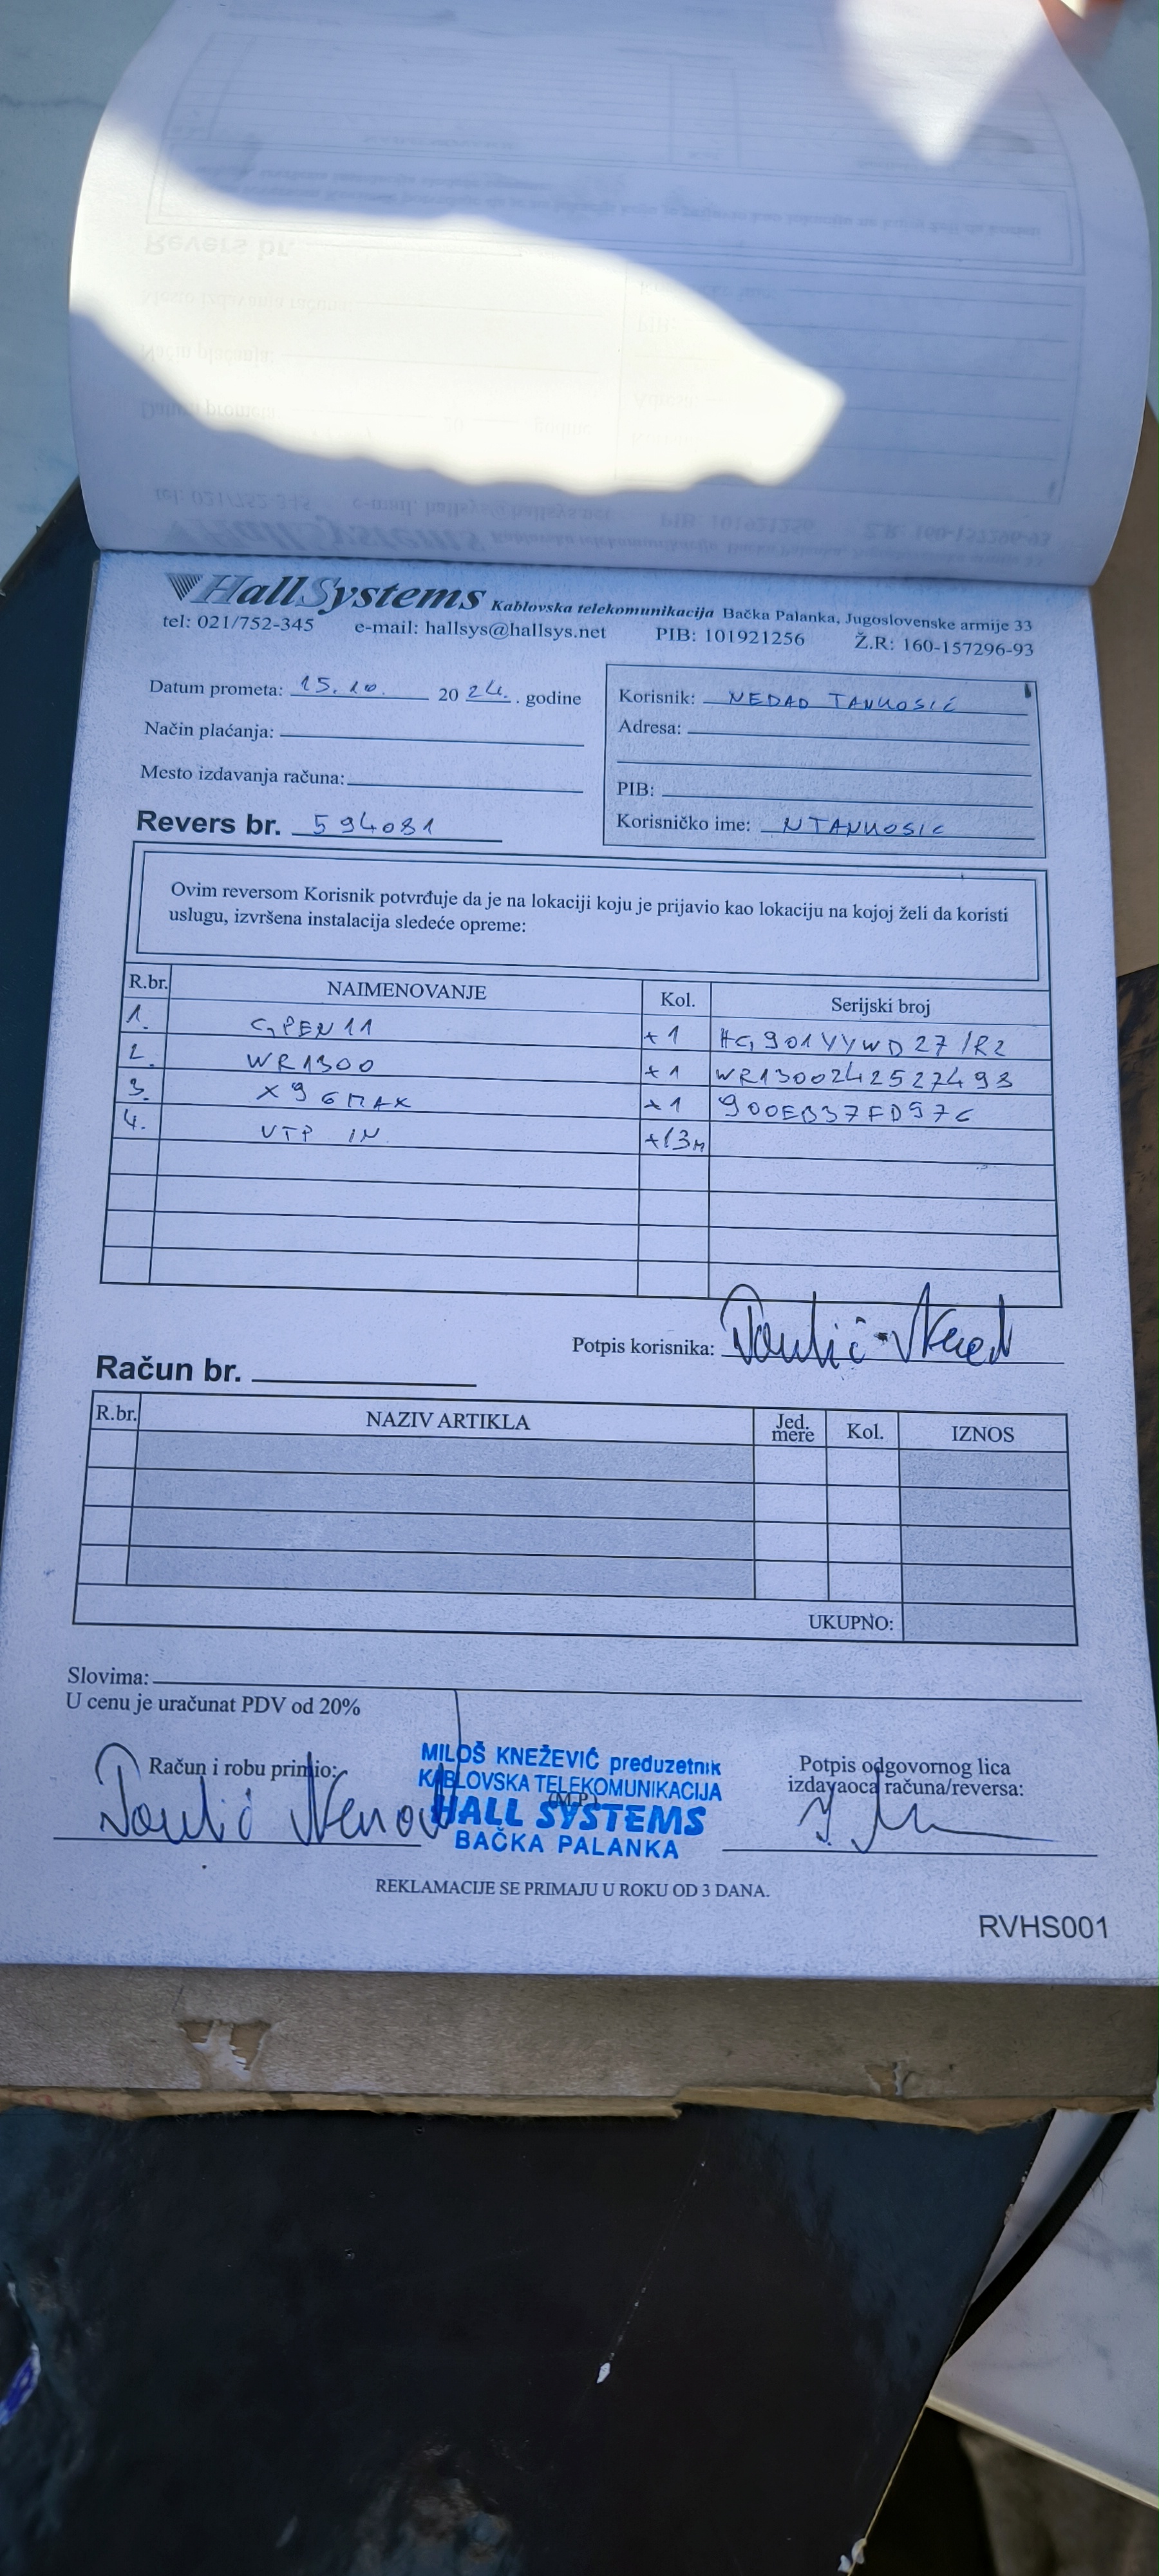 HallSystems Kablovska telekomunikacija Bačka Palanka, Jugoslovenske armije 33
tel: 021/752-345 e-mail: hallsys@hallsys.net PIB: 101921256 Ž.R: 160-157296-93
Datum prometa: 15.10. 2024. godine
Način plaćanja:
Mesto izdavanja računa:
Revers br. 594081
Korisnik: NEDAD TANKOSIĆ
Adresa:
PIB:
Korisničko ime: NTANKOSIC
Ovim reversom Korisnik potvrđuje da je na lokaciji koju je prijavio kao lokaciju na kojoj želi da koristi
uslugu, izvršena instalacija sledeće opreme:
R.br. NAIMENOVANJE Kol. Serijski broj
1. GPEN11 +1 HG901YYWD27/R2
2. WR1300 +1 WR1300242527498
3. X96MAX +1 900EB37FD97C
4. UTP IN +13M
Potpis korisnika:
Račun br.
R.br. NAZIV ARTIKLA Jed. mere Kol. IZNOS
UKUPNO:
Slovima:
U cenu je uračunat PDV od 20%
Račun i robu primio:
MILOŠ KNEŽEVIĆ preduzetnik
KABLOVSKA TELEKOMUNIKACIJA
(M.P.)
HALL SYSTEMS
BAČKA PALANKA
Potpis odgovornog lica
izdavaoca računa/reversa:
REKLAMACIJE SE PRIMAJU U ROKU OD 3 DANA.
RVHS001